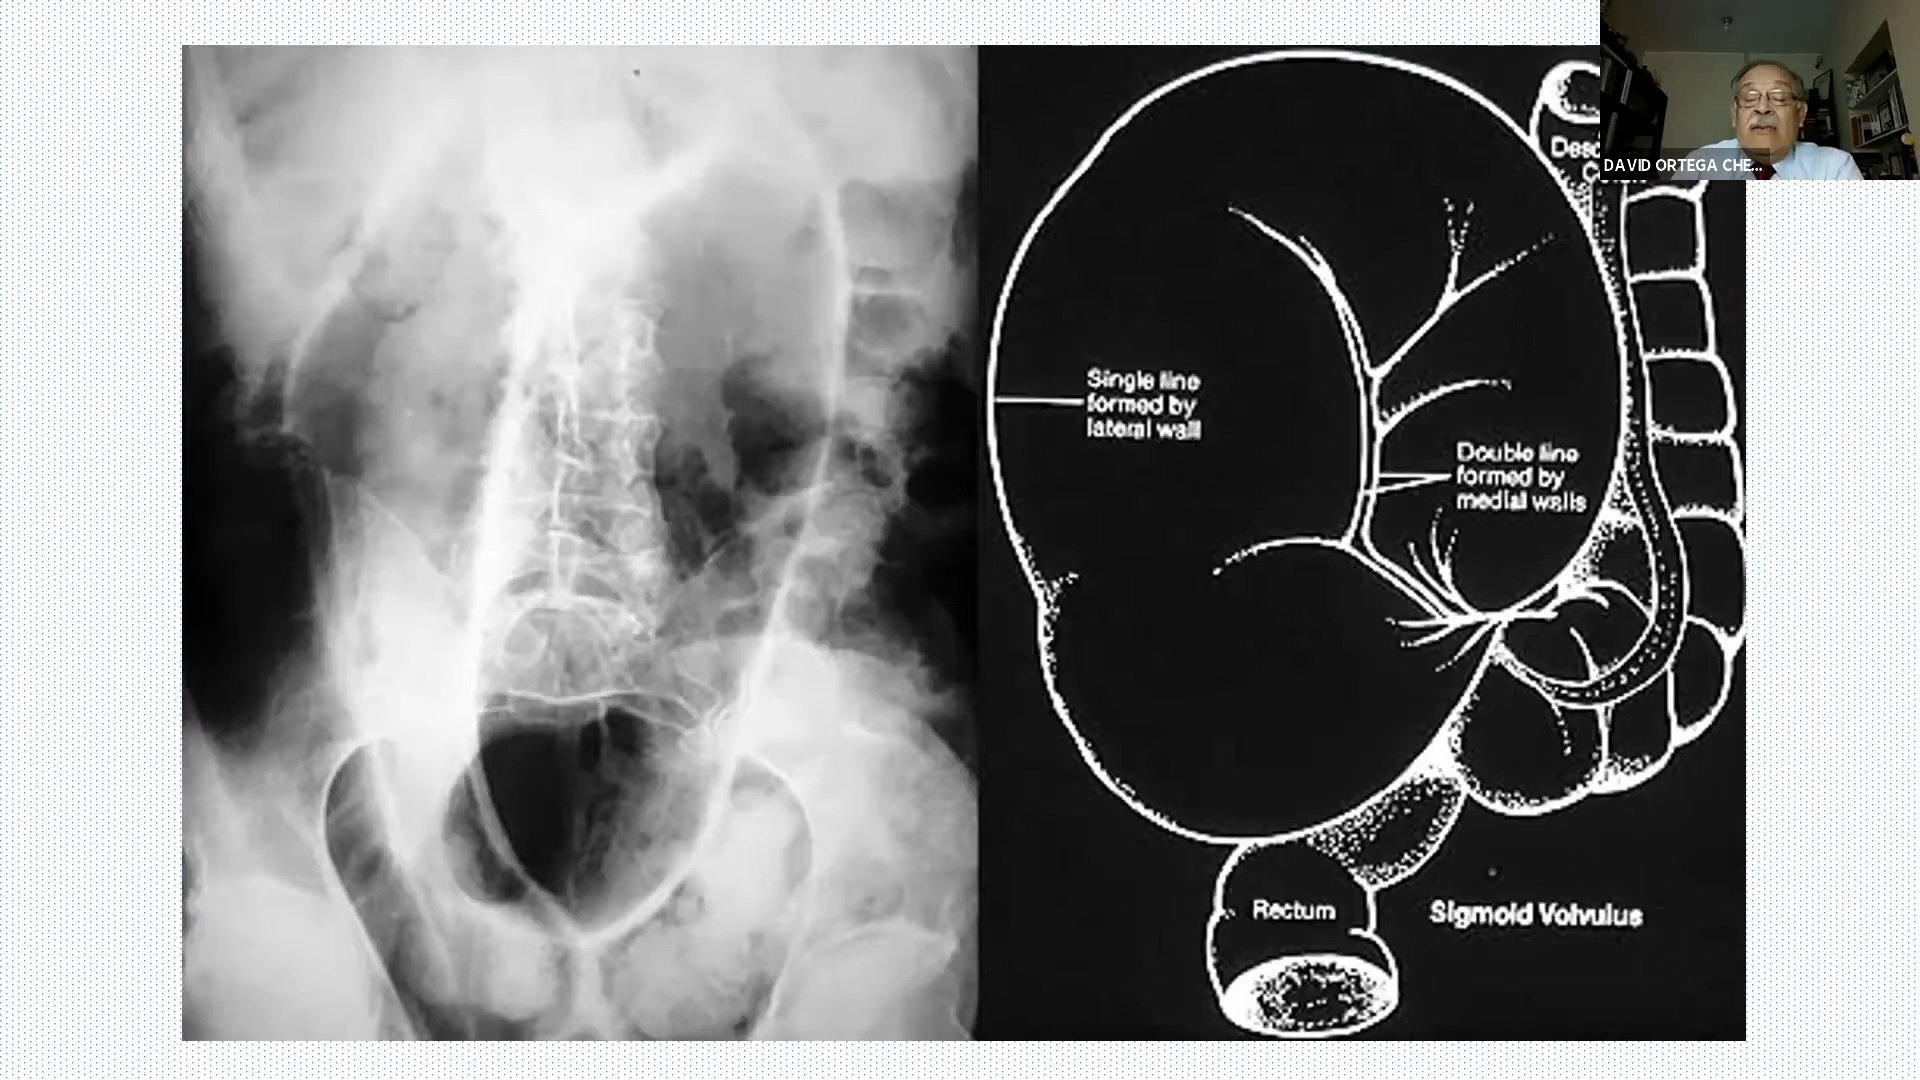 DAVID ORTEGA CHE...
Single line
formed by
lateral wall
Double line
formed by
medial walls
Rectum
Sigmoid Volvulus